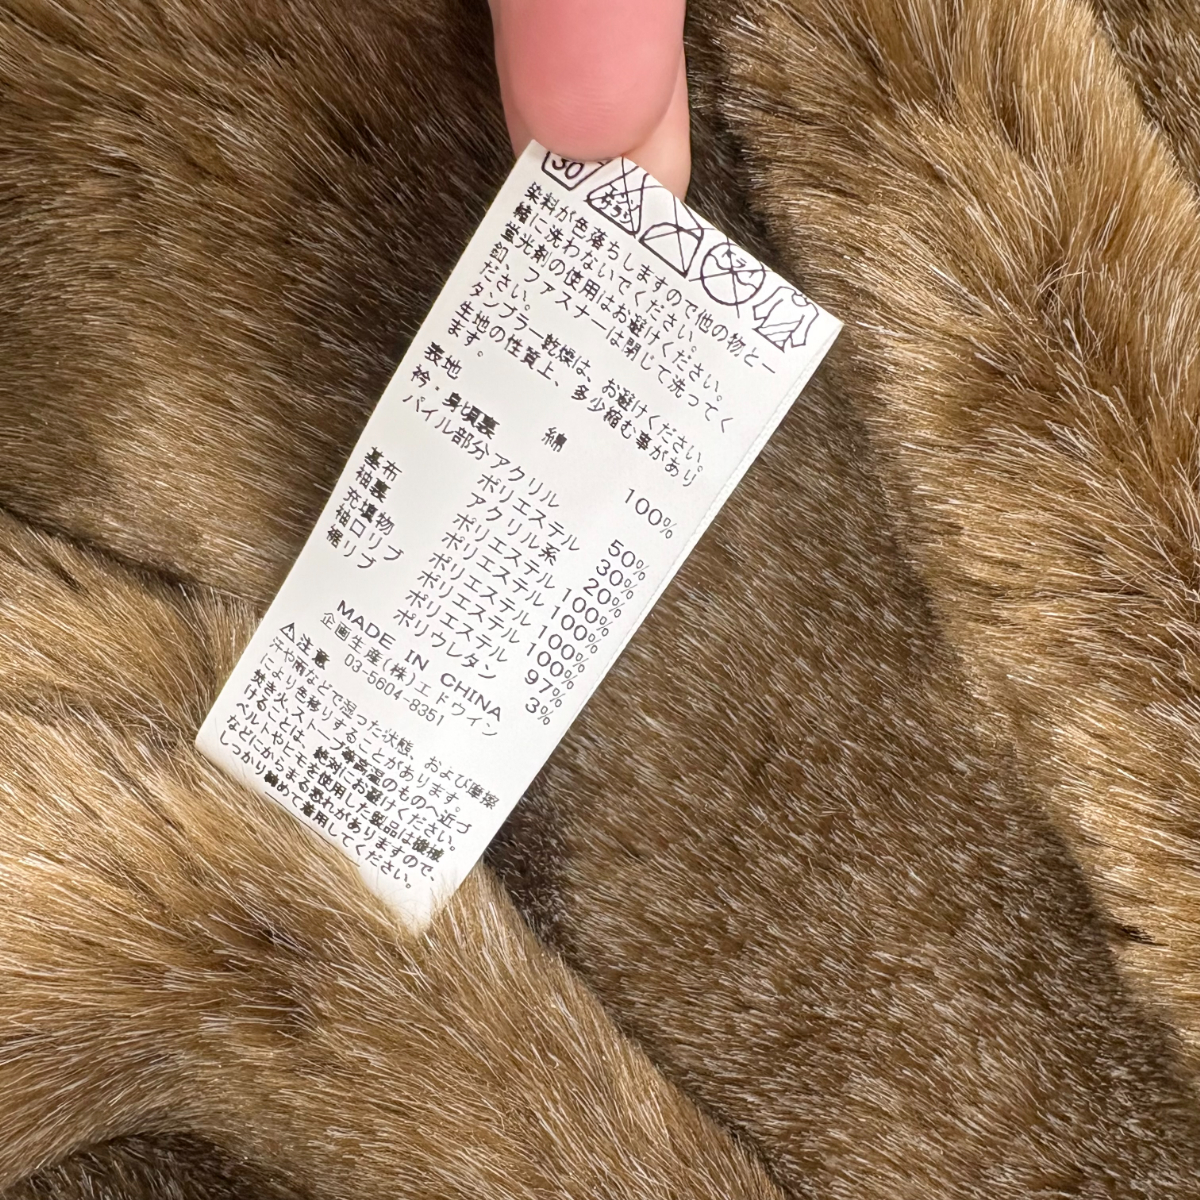 30
エンソ
サラシ
染料が色落ちしますので他の物と一
緒に洗わないでください。
蛍光剤の使用はお避けください。
釦、ファスナーは閉じて洗ってく
ださい。
タンブラー乾燥は、お避けください。
生地の性質上、多少縮む事があり
ます。
表地 綿 100%
衿・身頃裏
パイル部分 アクリル 50%
ポリエステル 30%
アクリル系 20%
基布 ポリエステル 100%
袖裏 ポリエステル 100%
充填物 ポリエステル 100%
袖口リブ ポリエステル 100%
裾リブ ポリエステル 97%
ポリウレタン 3%
MADE IN CHINA
企画生産(株)エドウイン
03-5604-8351
⚠注意
汗や雨などで湿った状態、および摩擦
により色移りすることがあります。
焚き火、ストーブ等高温のものへ近づ
けることは、絶対にお避けください。
ベルトやヒモを使用した製品は機械
などにからまる恐れがありますので、
しっかり締めて着用してください。